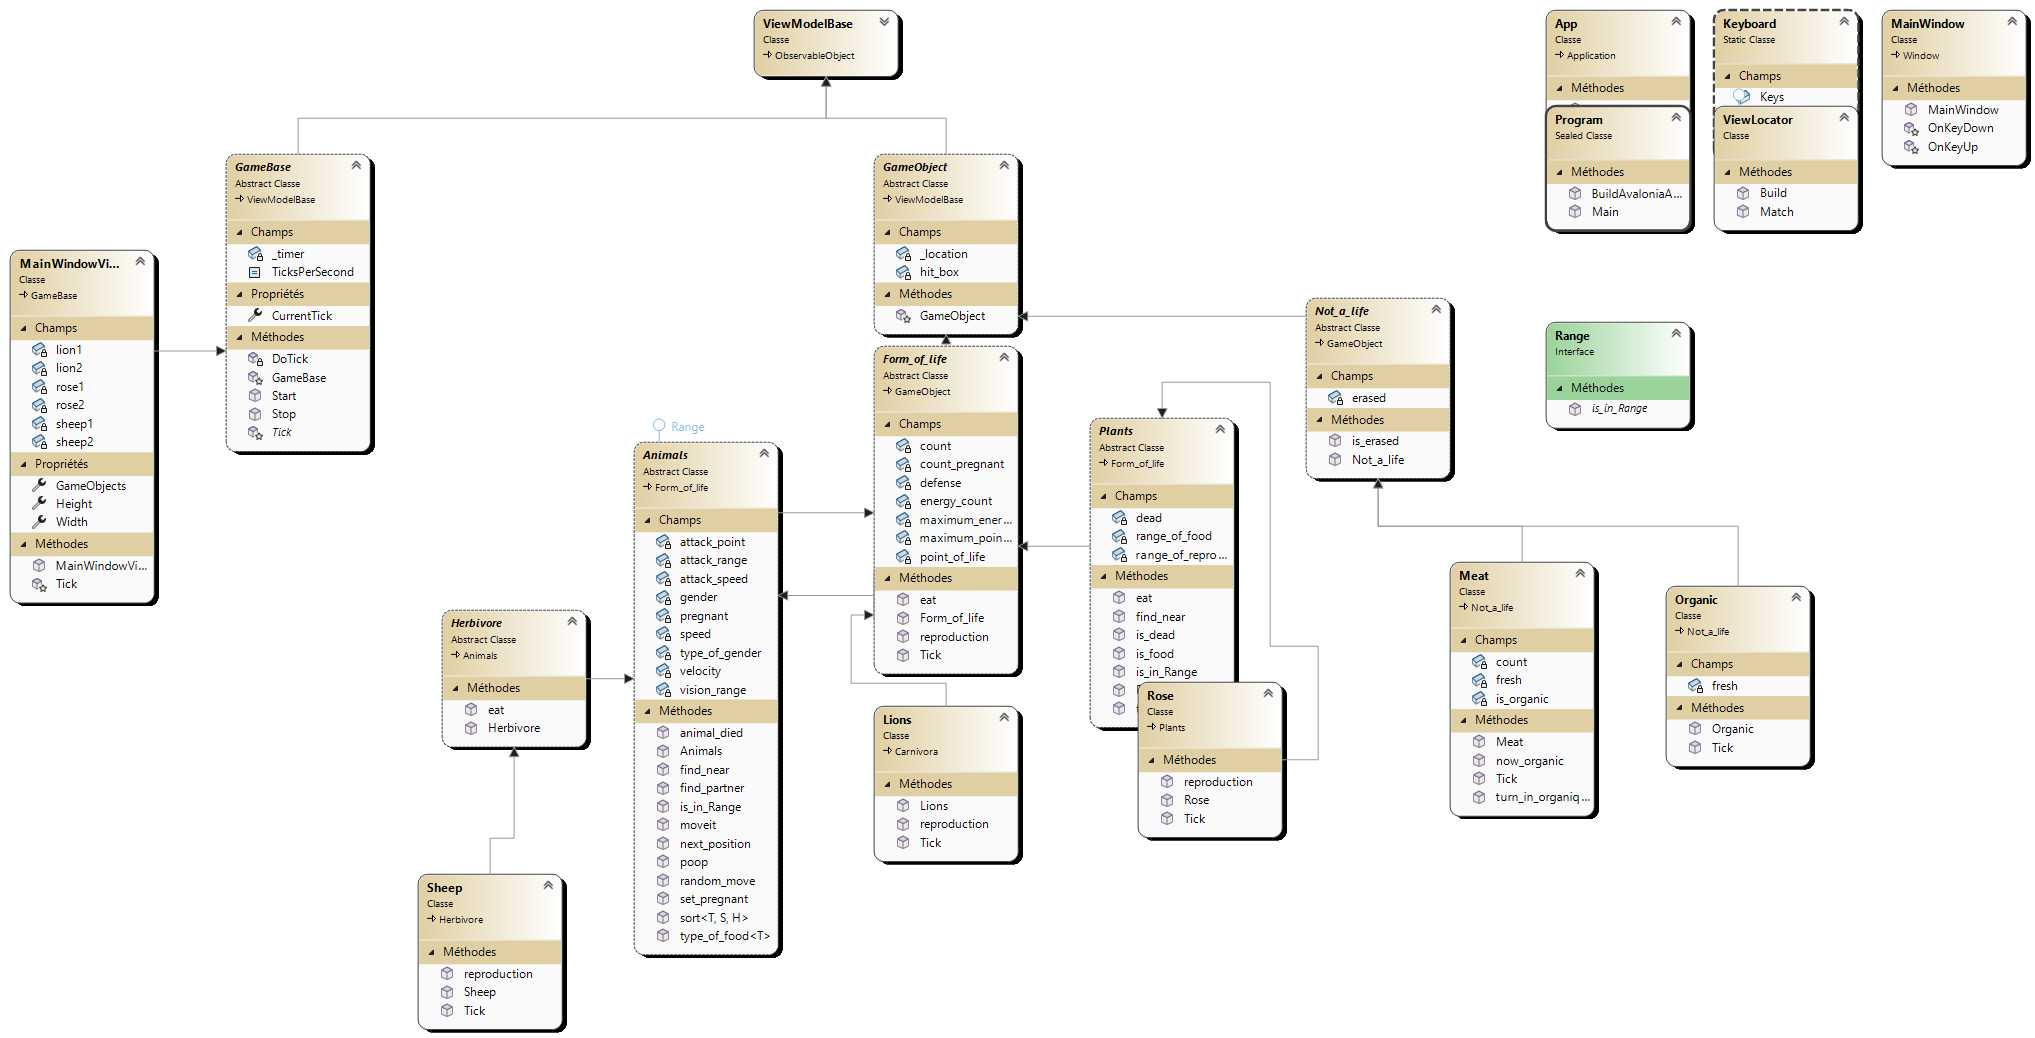 ViewModelBase
Classe
ObservableObject
App
Classe
Application
Méthodes
Program
Sealed Classe
Méthodes
BuildAvaloniaA...
Main
Keyboard
Static Classe
Champs
Keys
ViewLocator
Classe
Méthodes
Build
Match
MainWindow
Classe
Window
Méthodes
MainWindow
OnKeyDown
OnKeyUp
GameBase
Abstract Classe
ViewModelBase
Champs
_timer
TicksPerSecond
Propriétés
CurrentTick
Méthodes
DoTick
GameBase
Start
Stop
Tick
GameObject
Abstract Classe
ViewModelBase
Champs
_location
hit_box
Méthodes
GameObject
MainWindowVi...
Classe
GameBase
Champs
lion1
lion2
rose1
rose2
sheep1
sheep2
Propriétés
GameObjects
Height
Width
Méthodes
MainWindowVi...
Tick
Not_a_life
Abstract Classe
GameObject
Champs
erased
Méthodes
is_erased
Not_a_life
Range
Interface
Méthodes
is_in_Range
Form_of_life
Abstract Classe
GameObject
Champs
count
count_pregnant
defense
energy_count
maximum_ener...
maximum_poin...
point_of_life
Méthodes
eat
Form_of_life
reproduction
Tick
Range
Animals
Abstract Classe
Form_of_life
Champs
attack_point
attack_range
attack_speed
gender
pregnant
speed
type_of_gender
velocity
vision_range
Méthodes
animal_died
Animals
find_near
find_partner
is_in_Range
moveit
next_position
poop
random_move
set_pregnant
sort<T, S, H>
type_of_food<T>
Plants
Abstract Classe
Form_of_life
Champs
dead
range_of_food
range_of_repro...
Méthodes
eat
find_near
is_dead
is_food
is_in_Range
Rose
Classe
Plants
Méthodes
reproduction
Rose
Tick
Meat
Classe
Not_a_life
Champs
count
fresh
is_organic
Méthodes
Meat
now_organic
Tick
turn_in_organiq...
Organic
Classe
Not_a_life
Champs
fresh
Méthodes
Organic
Tick
Herbivore
Abstract Classe
Animals
Méthodes
eat
Herbivore
Lions
Classe
Carnivora
Méthodes
Lions
reproduction
Tick
Sheep
Classe
Herbivore
Méthodes
reproduction
Sheep
Tick